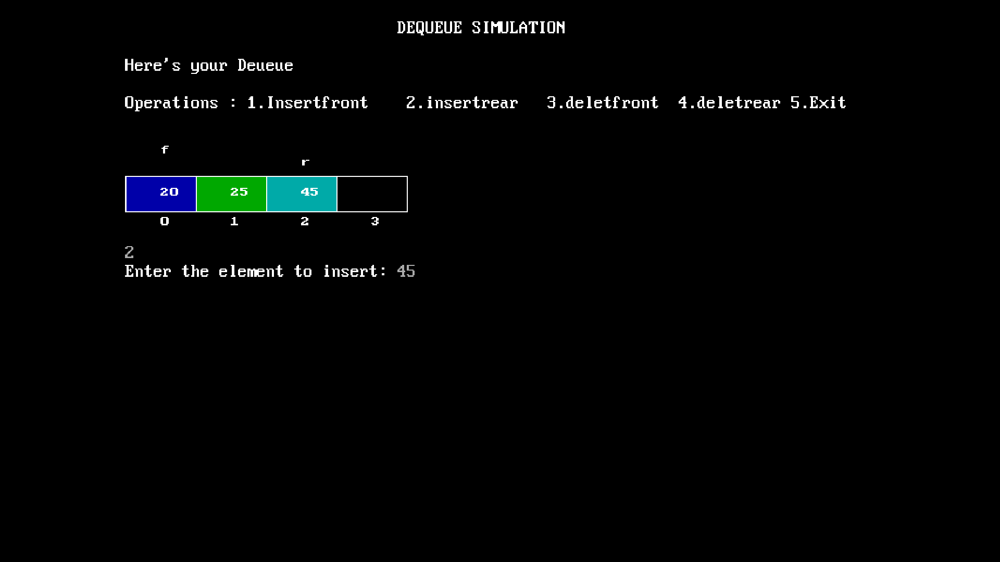 DEQUEUE SIMULATION
Here's your Deueue
Operations : 1.Insertfront    2.insertrear   3.deletfront  4.deletrear 5.Exit
f
r
20 25 45
0 1 2 3
2
Enter the element to insert: 45